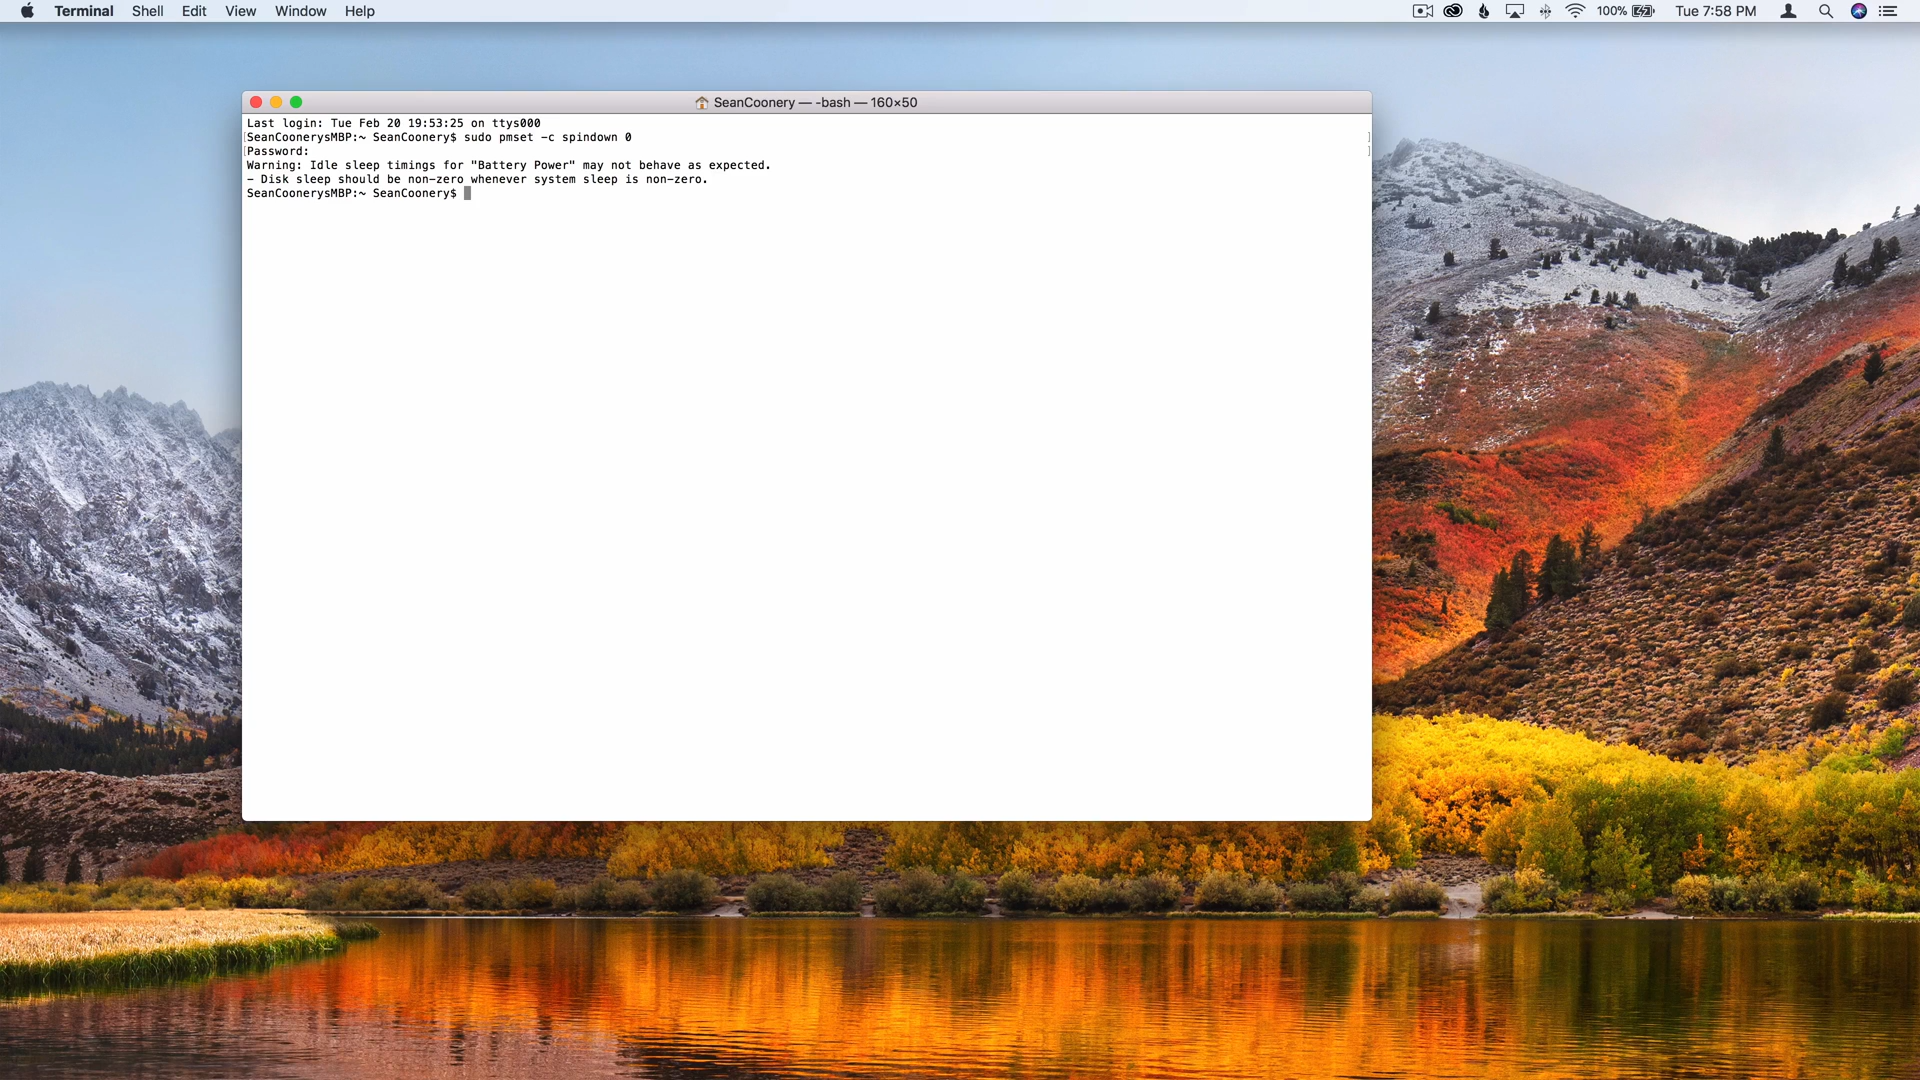 Terminal Shell Edit View Window Help 100% Tue 7:58 PM
SeanCoonery — -bash — 160×50
Last login: Tue Feb 20 19:53:25 on ttys000
[SeanCoonerysMBP:~ SeanCoonery$ sudo pmset -c spindown 0 ]
[Password: ]
Warning: Idle sleep timings for "Battery Power" may not behave as expected.
- Disk sleep should be non-zero whenever system sleep is non-zero.
SeanCoonerysMBP:~ SeanCoonery$